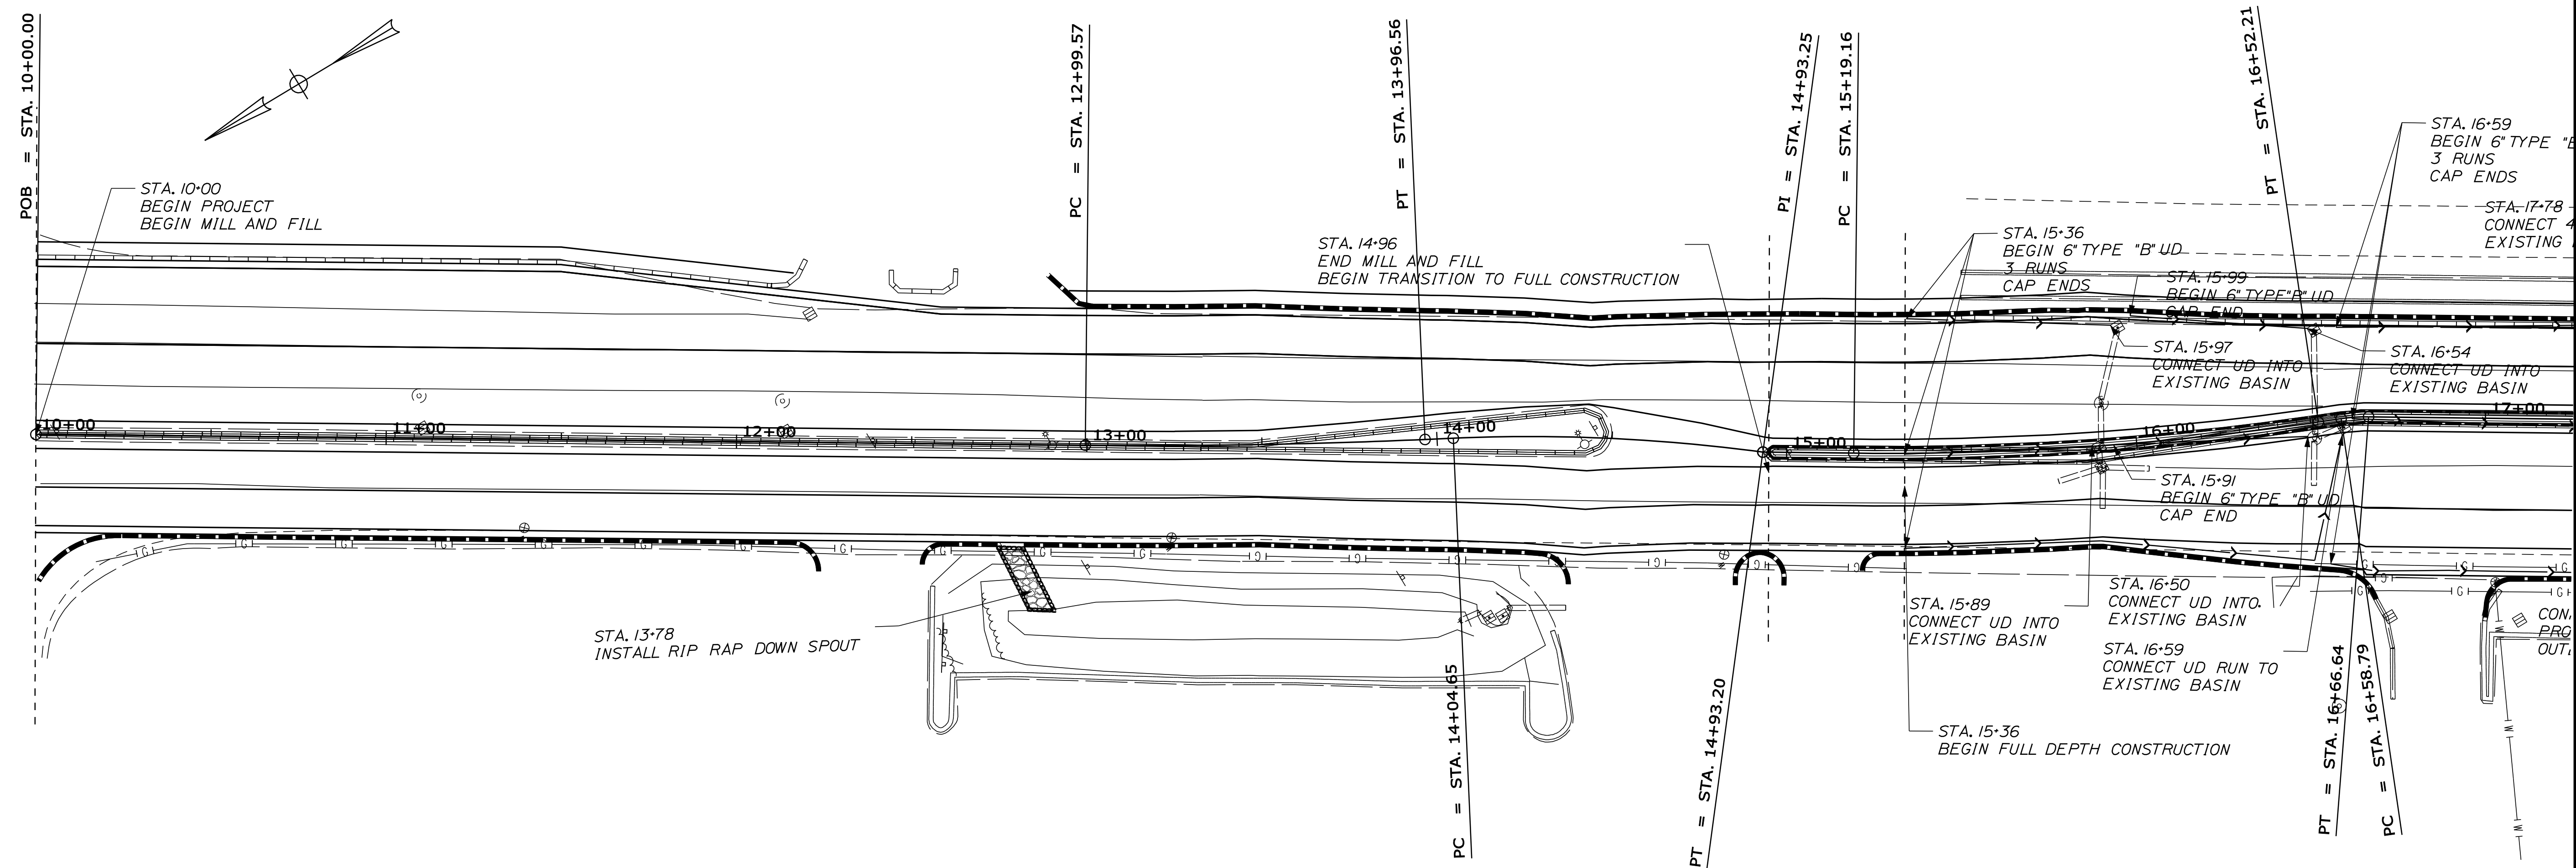 POB = STA. 10+00.00
PC = STA. 12+99.57
PT = STA. 13+96.56
PI = STA. 14+93.25
PC = STA. 15+19.16
PT = STA. 16+52.21
STA. 10+00
BEGIN PROJECT
BEGIN MILL AND FILL
STA. 14+96
END MILL AND FILL
BEGIN TRANSITION TO FULL CONSTRUCTION
STA. 15+36
BEGIN 6" TYPE "B" UD
3 RUNS
CAP ENDS
STA. 15+99
BEGIN 6" TYPE "B" UD
CAP END
STA. 16+59
BEGIN 6" TYPE "B
3 RUNS
CAP ENDS
STA. 17+78
CONNECT 4
EXISTING
STA. 15+97
CONNECT UD INTO
EXISTING BASIN
STA. 16+54
CONNECT UD INTO
EXISTING BASIN
10+00
11+00
12+00
13+00
14+00
15+00
16+00
17+00
STA. 15+91
BEGIN 6" TYPE "B" UD
CAP END
G G G G G G G G G G G G G G G G G G
G G G G G G G
STA. 13+78
INSTALL RIP RAP DOWN SPOUT
STA. 15+89
CONNECT UD INTO
EXISTING BASIN
STA. 16+50
CONNECT UD INTO
EXISTING BASIN
STA. 16+59
CONNECT UD RUN TO
EXISTING BASIN
CON
PRO
OUT
W
W
W
STA. 15+36
BEGIN FULL DEPTH CONSTRUCTION
PC = STA. 14+04.65
PT = STA. 14+93.20
PT = STA. 16+66.64
PC = STA. 16+58.79